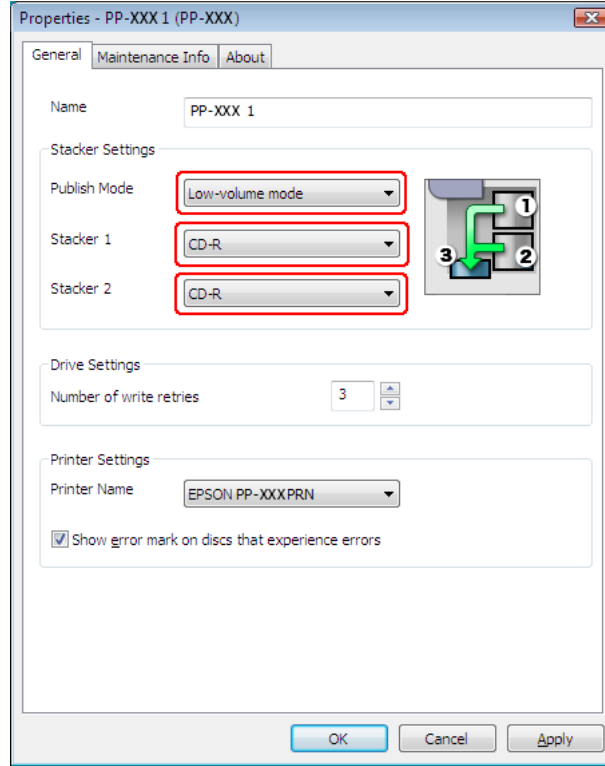 Properties - PP-XXX 1 (PP-XXX)
General Maintenance Info About
Name PP-XXX 1
Stacker Settings
Publish Mode Low-volume mode
1
Stacker 1 CD-R
3 2
Stacker 2 CD-R
Drive Settings
Number of write retries 3
Printer Settings
Printer Name EPSON PP-XXXPRN
Show error mark on discs that experience errors
OK Cancel Apply